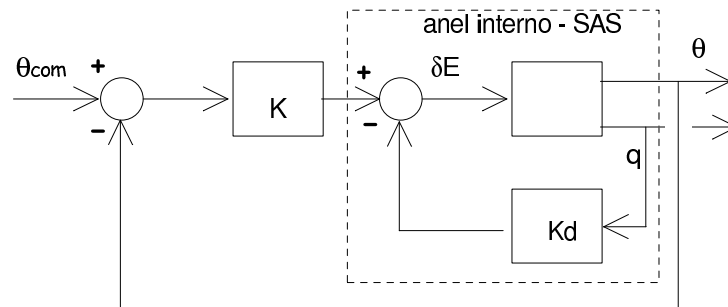 anel interno - SAS
θcom
+
−
K
+
−
δE
θ
q
Kd